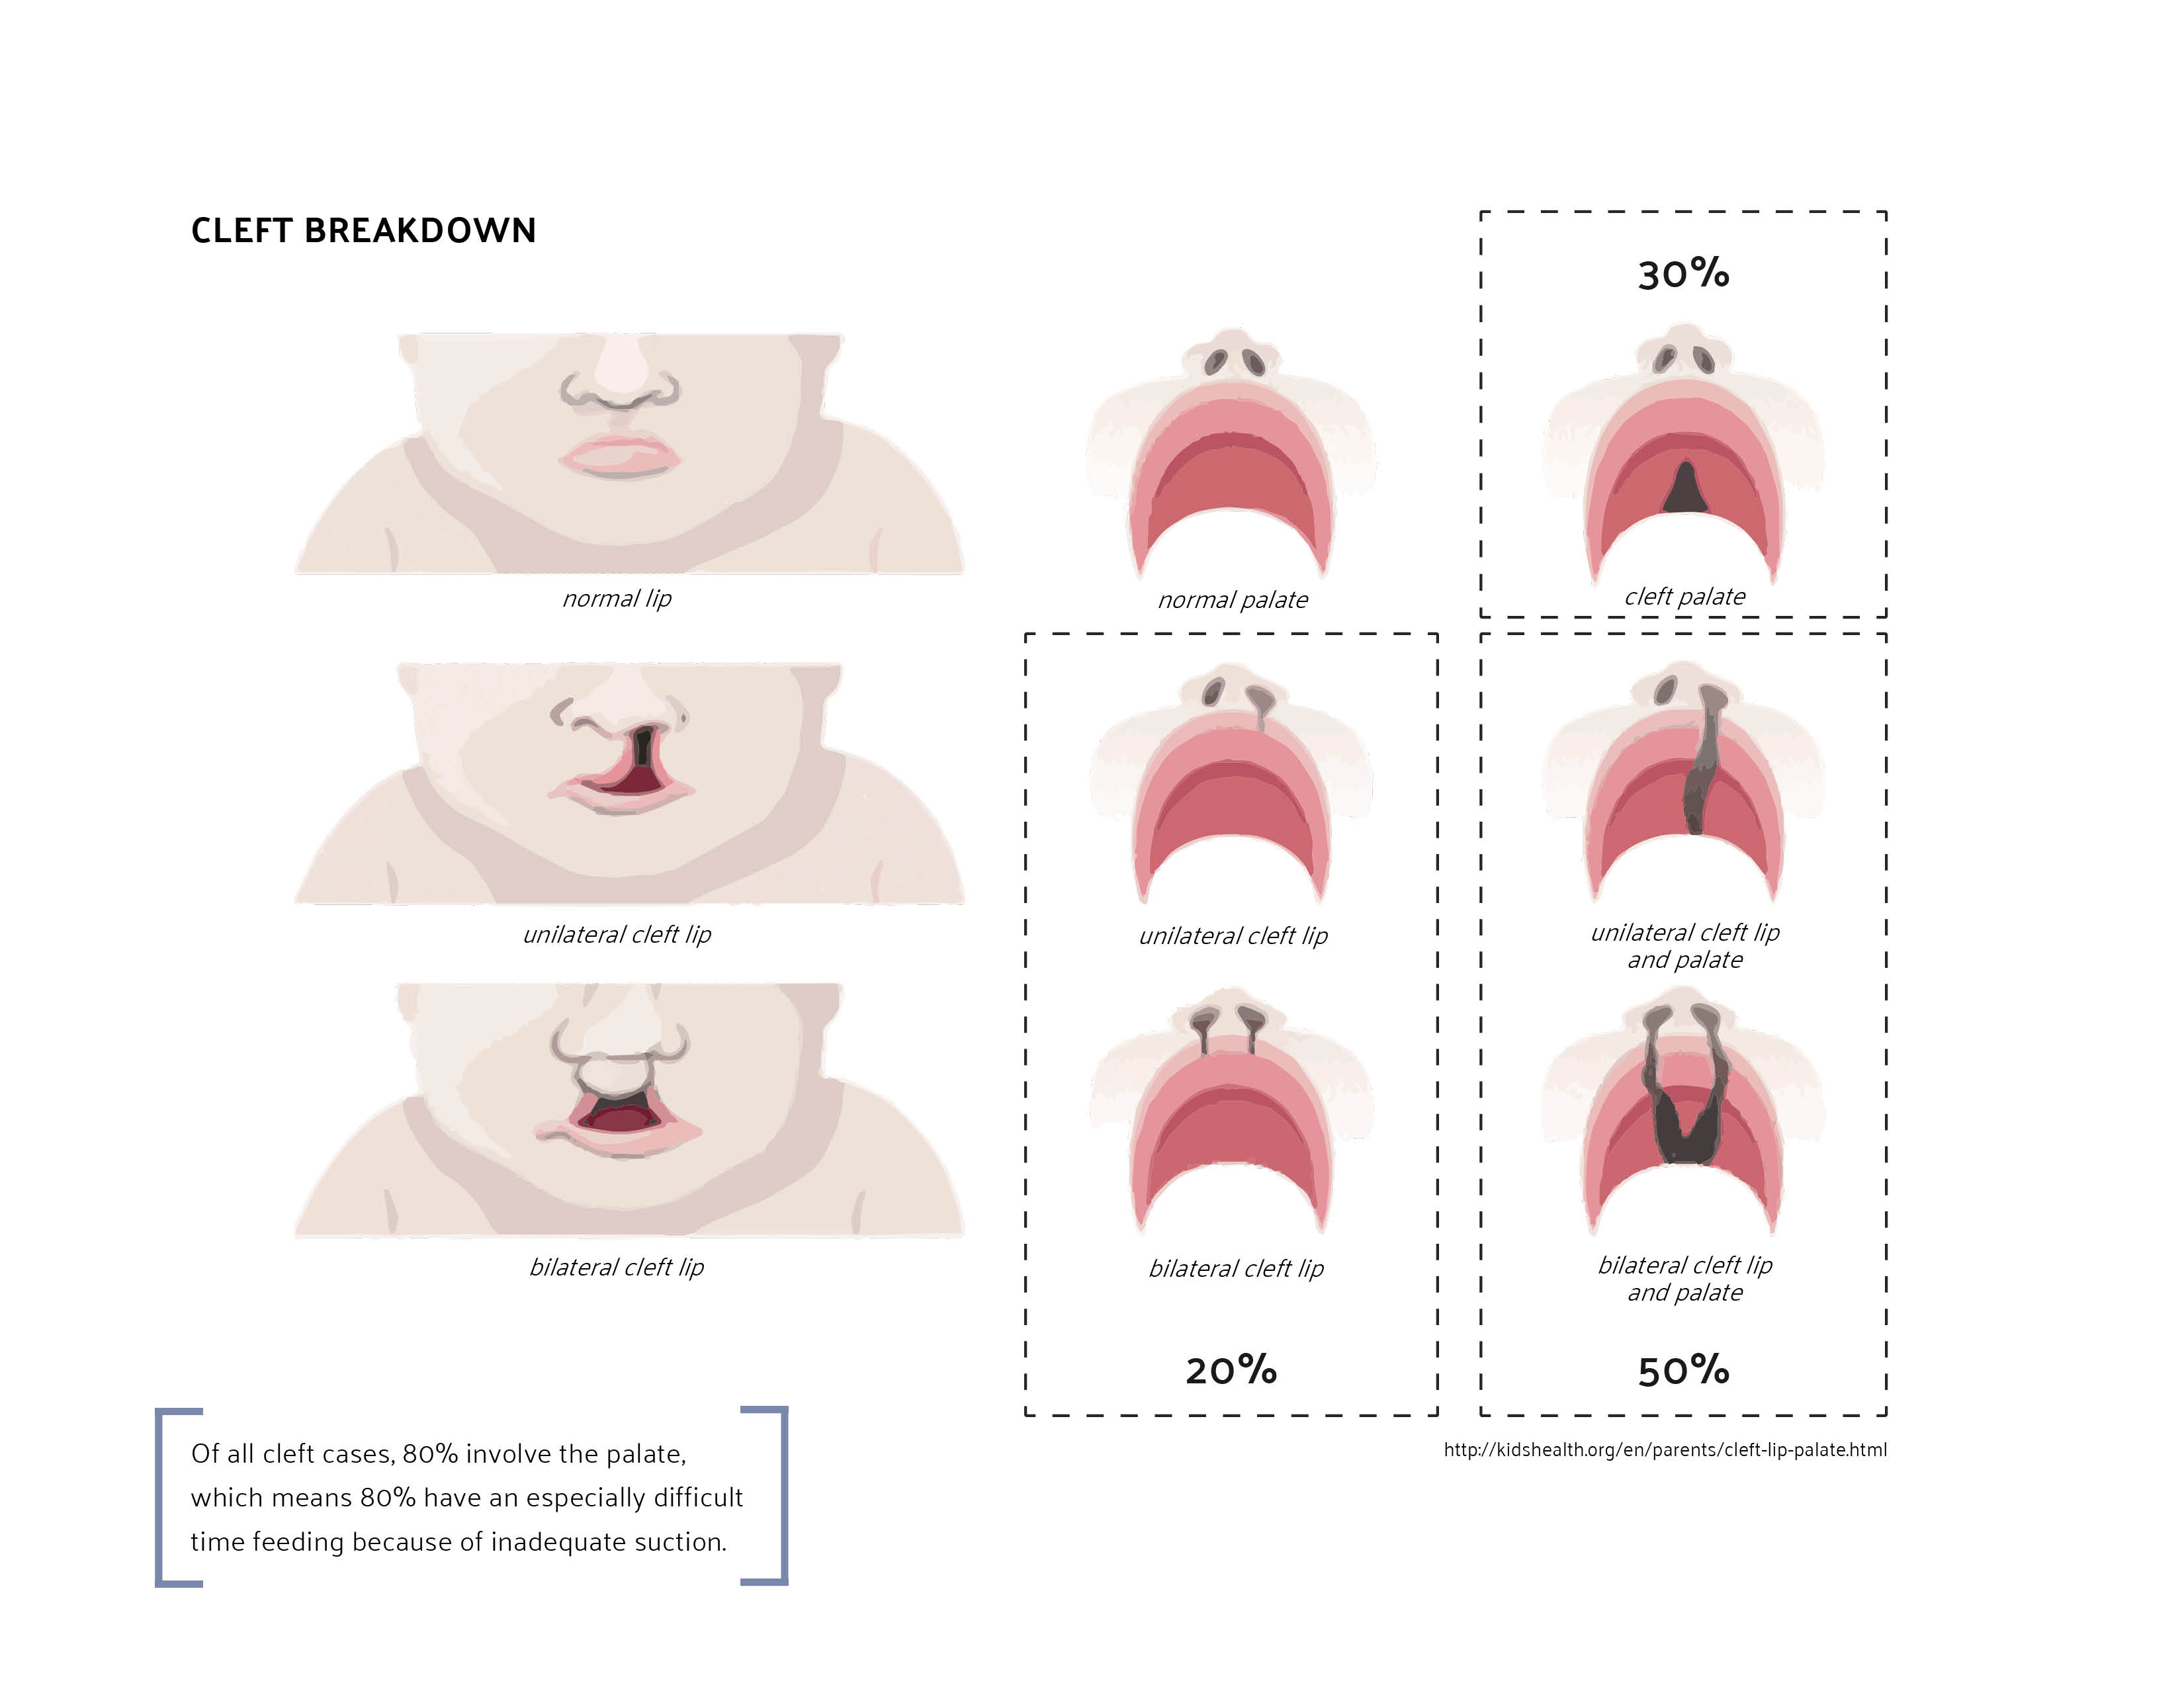 CLEFT BREAKDOWN
30%
normal lip
normal palate
cleft palate
unilateral cleft lip
unilateral cleft lip
unilateral cleft lip
and palate
bilateral cleft lip
bilateral cleft lip
bilateral cleft lip
and palate
20%
50%
http://kidshealth.org/en/parents/cleft-lip-palate.html
Of all cleft cases, 80% involve the palate,
which means 80% have an especially difficult
time feeding because of inadequate suction.